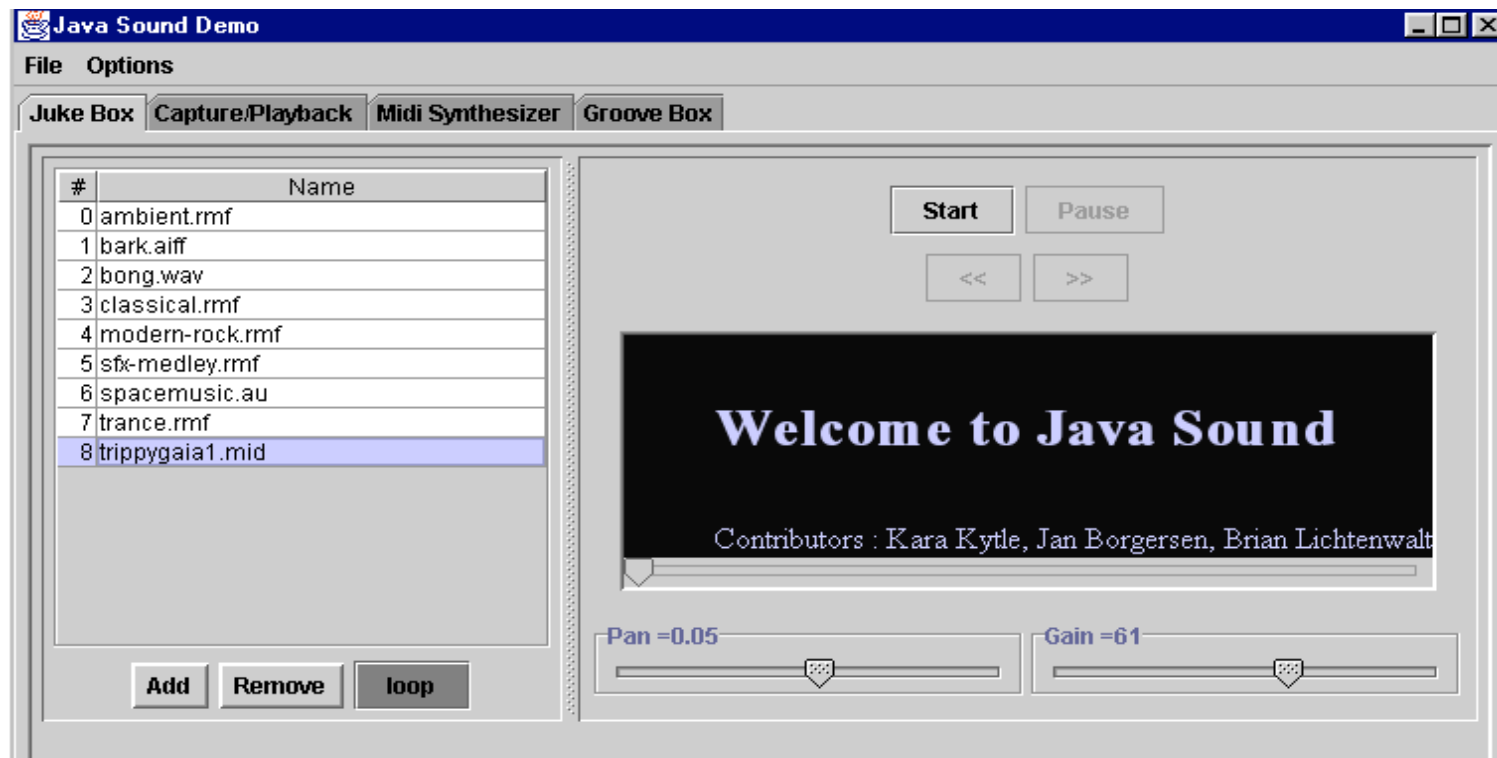 Java Sound Demo
File Options
Juke Box Capture/Playback Midi Synthesizer Groove Box
# Name
0 ambient.rmf
1 bark.aiff
2 bong.wav
3 classical.rmf
4 modern-rock.rmf
5 sfx-medley.rmf
6 spacemusic.au
7 trance.rmf
8 trippygaia1.mid
Add Remove loop
Start Pause
<< >>
Welcome to Java Sound
Contributors : Kara Kytle, Jan Borgersen, Brian Lichtenwalt
Pan =0.05 Gain =61